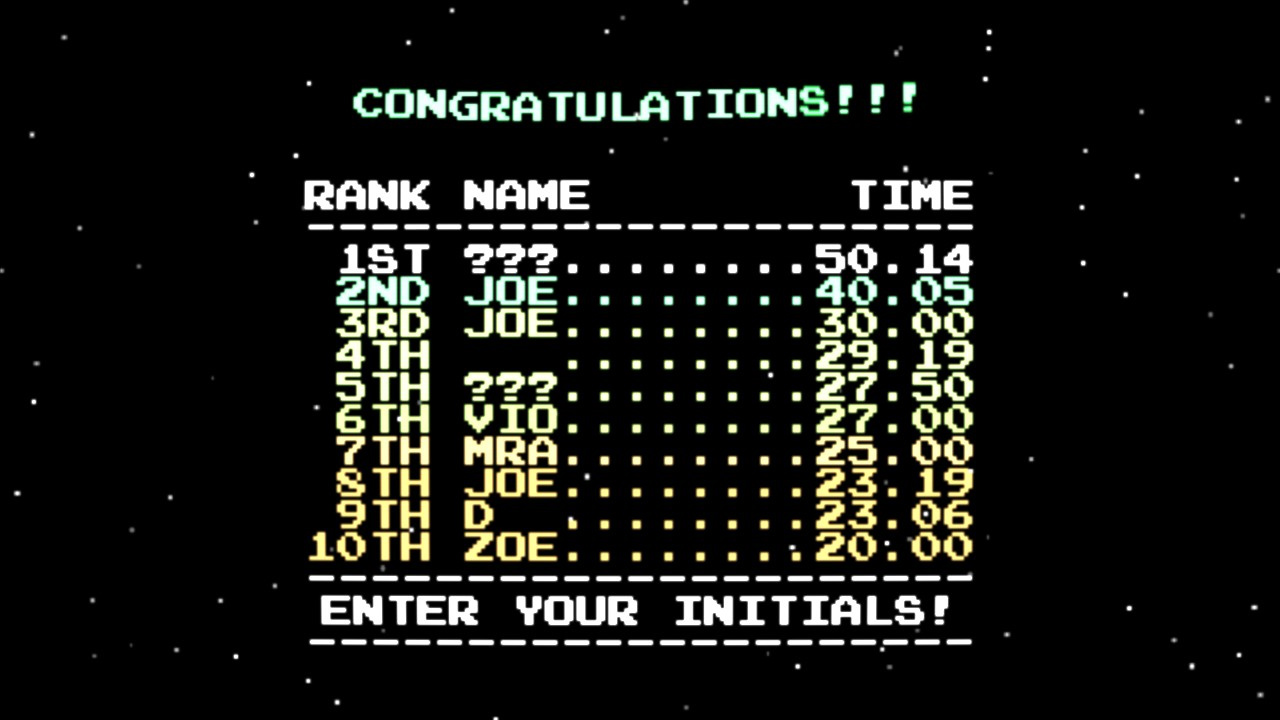 CONGRATULATIONS!!!
RANK NAME TIME
1ST ???........50.14
2ND JOE........40.05
3RD JOE........30.00
4TH ........29.19
5TH ???........27.50
6TH VIO........27.00
7TH MRA........25.00
8TH JOE........23.19
9TH D ........23.06
10TH ZOE........20.00
ENTER YOUR INITIALS!